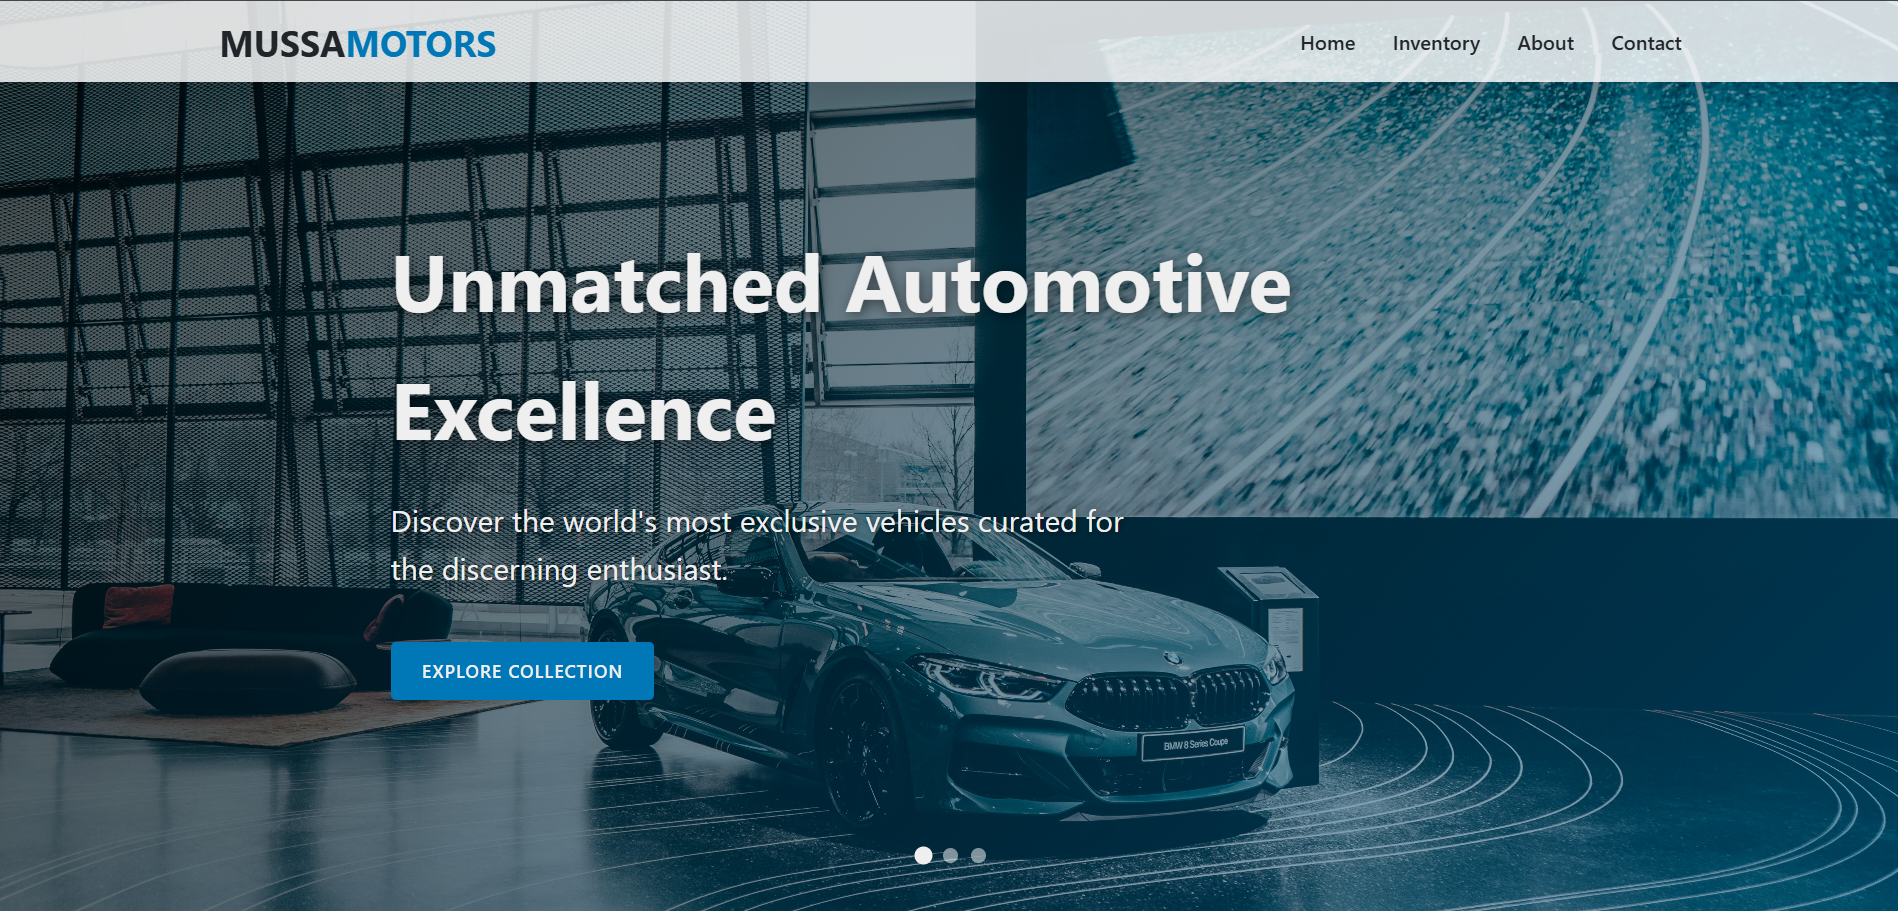 MUSSAMOTORS
Home Inventory About Contact
Unmatched Automotive
Excellence
Discover the world's most exclusive vehicles curated for
the discerning enthusiast.
EXPLORE COLLECTION
BMW 8 Series Coupe